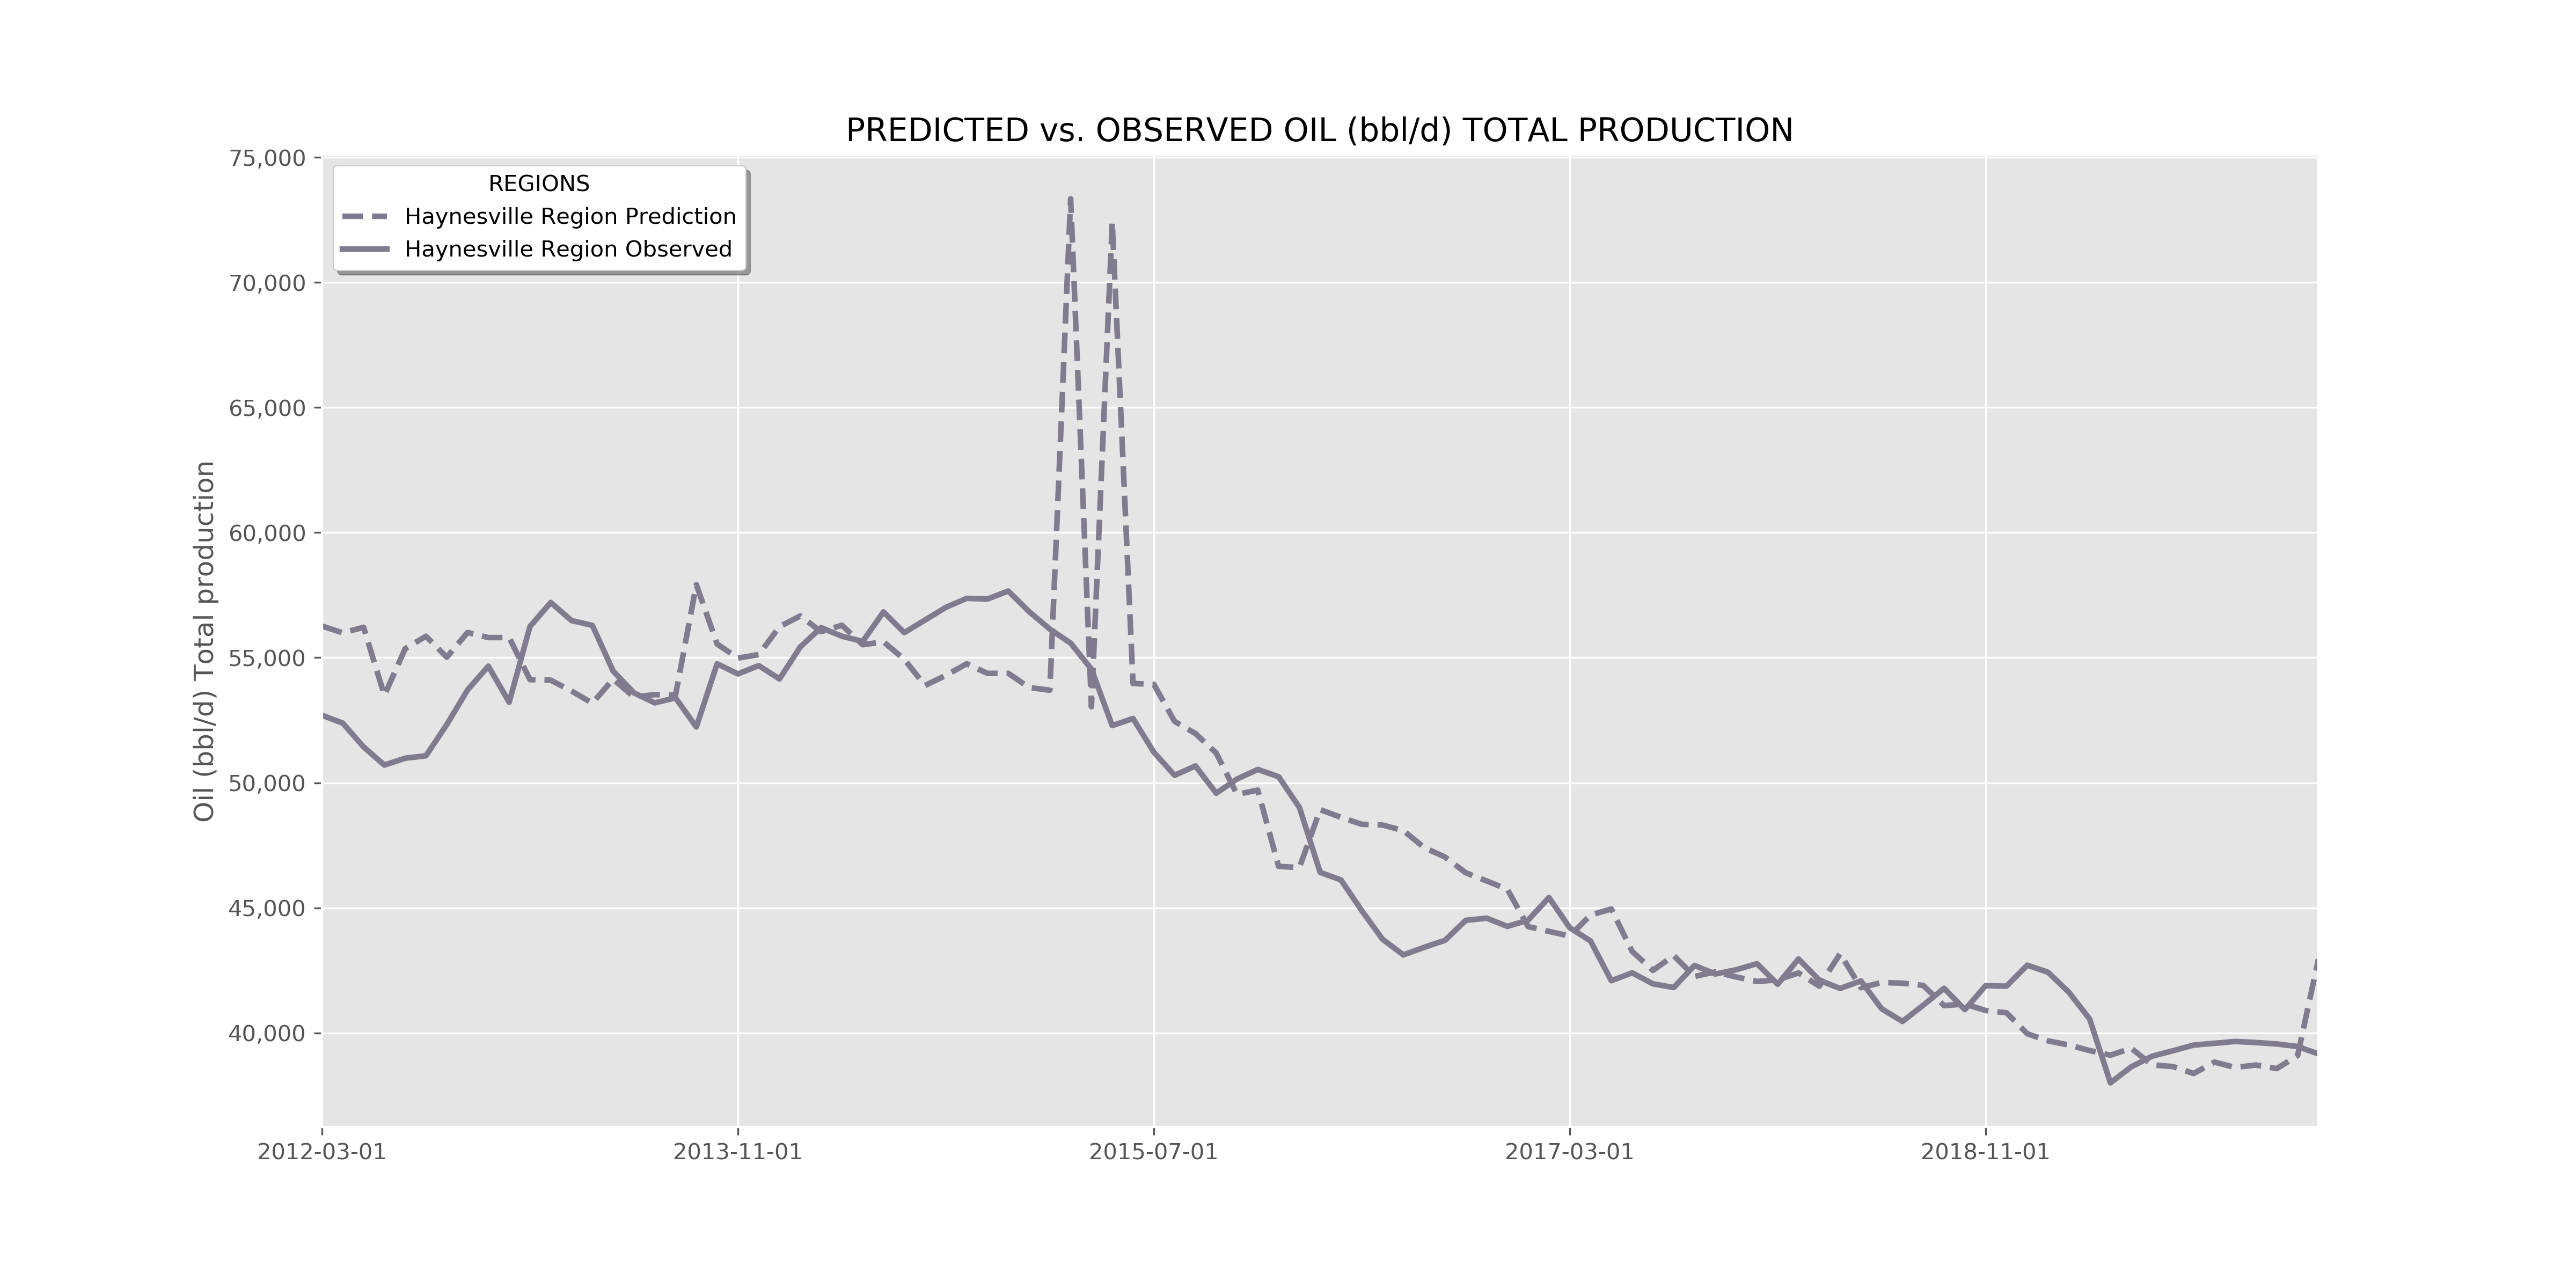 PREDICTED vs. OBSERVED OIL (bbl/d) TOTAL PRODUCTION
75,000
REGIONS
Haynesville Region Prediction
Haynesville Region Observed
70,000
65,000
60,000
55,000
50,000
45,000
40,000
Oil (bbl/d) Total production
2012-03-01
2013-11-01
2015-07-01
2017-03-01
2018-11-01